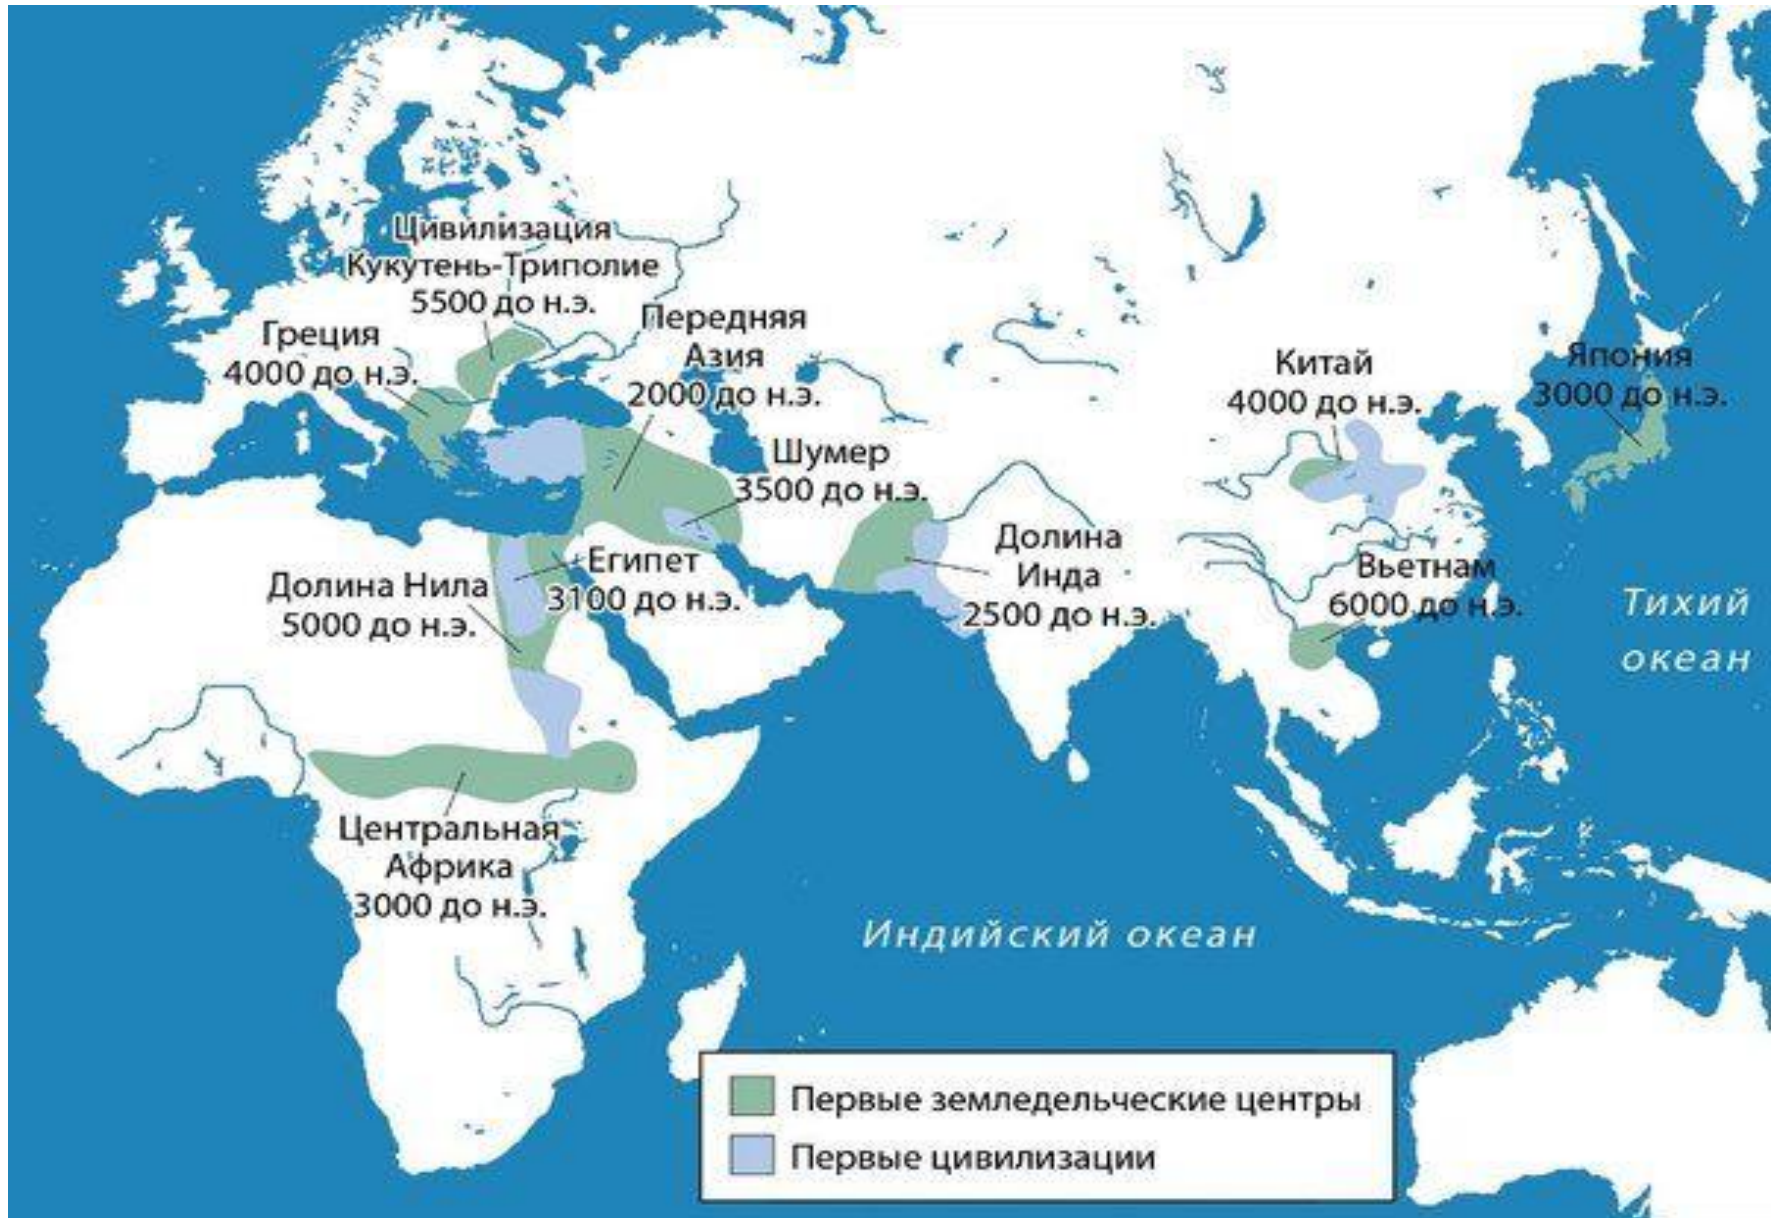 Цивилизация
Кукутень-Триполие
5500 до н.э.
Греция
4000 до н.э.
Передняя
Азия
2000 до н.э.
Шумер
3500 до н.э.
Китай
4000 до н.э.
Япония
3000 до н.э.
Долина Нила
5000 до н.э.
Египет
3100 до н.э.
Долина
Инда
2500 до н.э.
Вьетнам
6000 до н.э.
Тихий
океан
Центральная
Африка
3000 до н.э.
Индийский океан
Первые земледельческие центры
Первые цивилизации